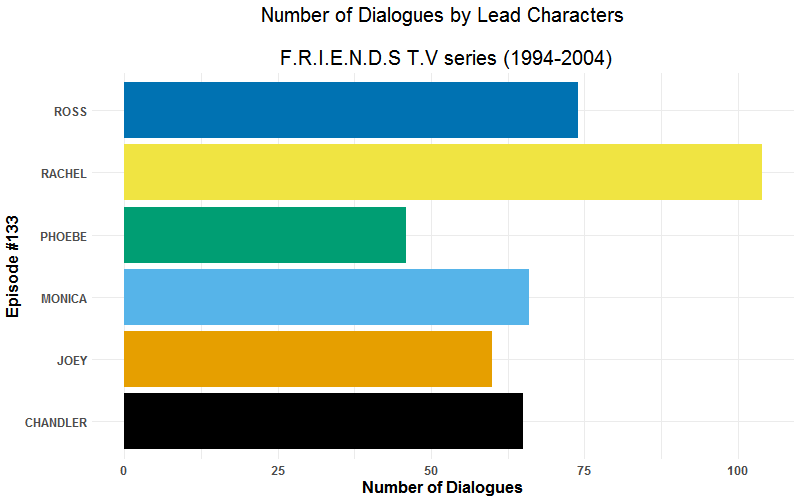 Number of Dialogues by Lead Characters
F.R.I.E.N.D.S T.V series (1994-2004)
Episode #133
ROSS
RACHEL
PHOEBE
MONICA
JOEY
CHANDLER
0 25 50 75 100
Number of Dialogues